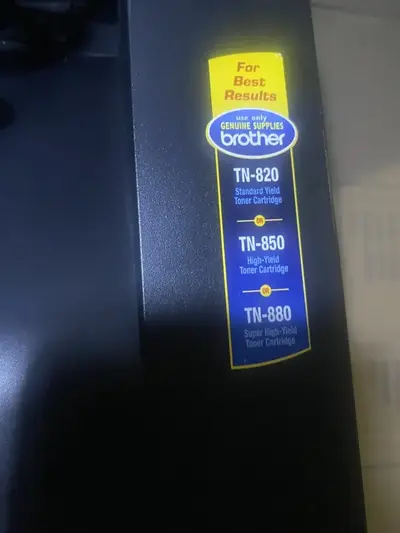 For
Best
Results
use only
GENUINE SUPPLIES
brother
TN-820
Standard Yield
Toner Cartridge
OR
TN-850
High-Yield
Toner Cartridge
OR
TN-880
Super High-Yield
Toner Cartridge